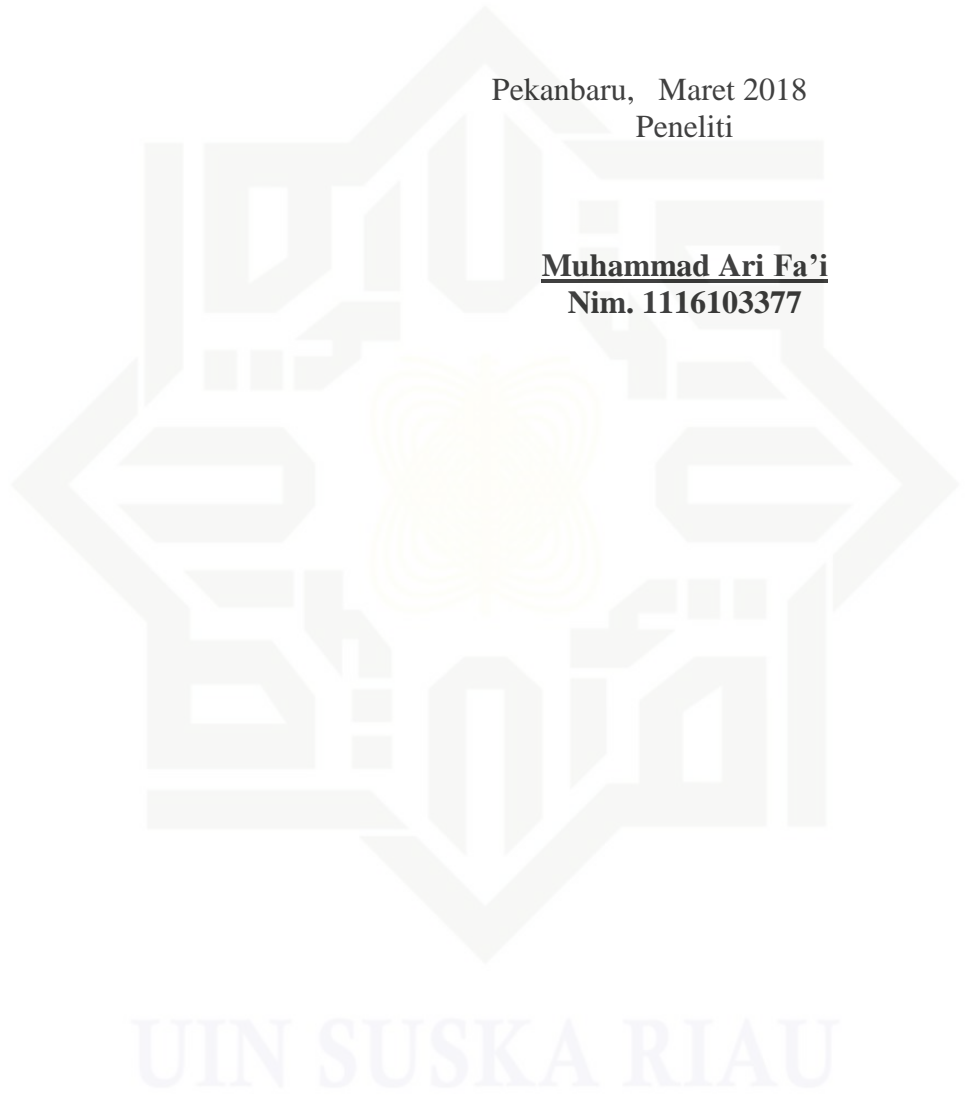 Pekanbaru, Maret 2018
Peneliti
Muhammad Ari Fa’i
Nim. 1116103377
UIN SUSKA RIAU